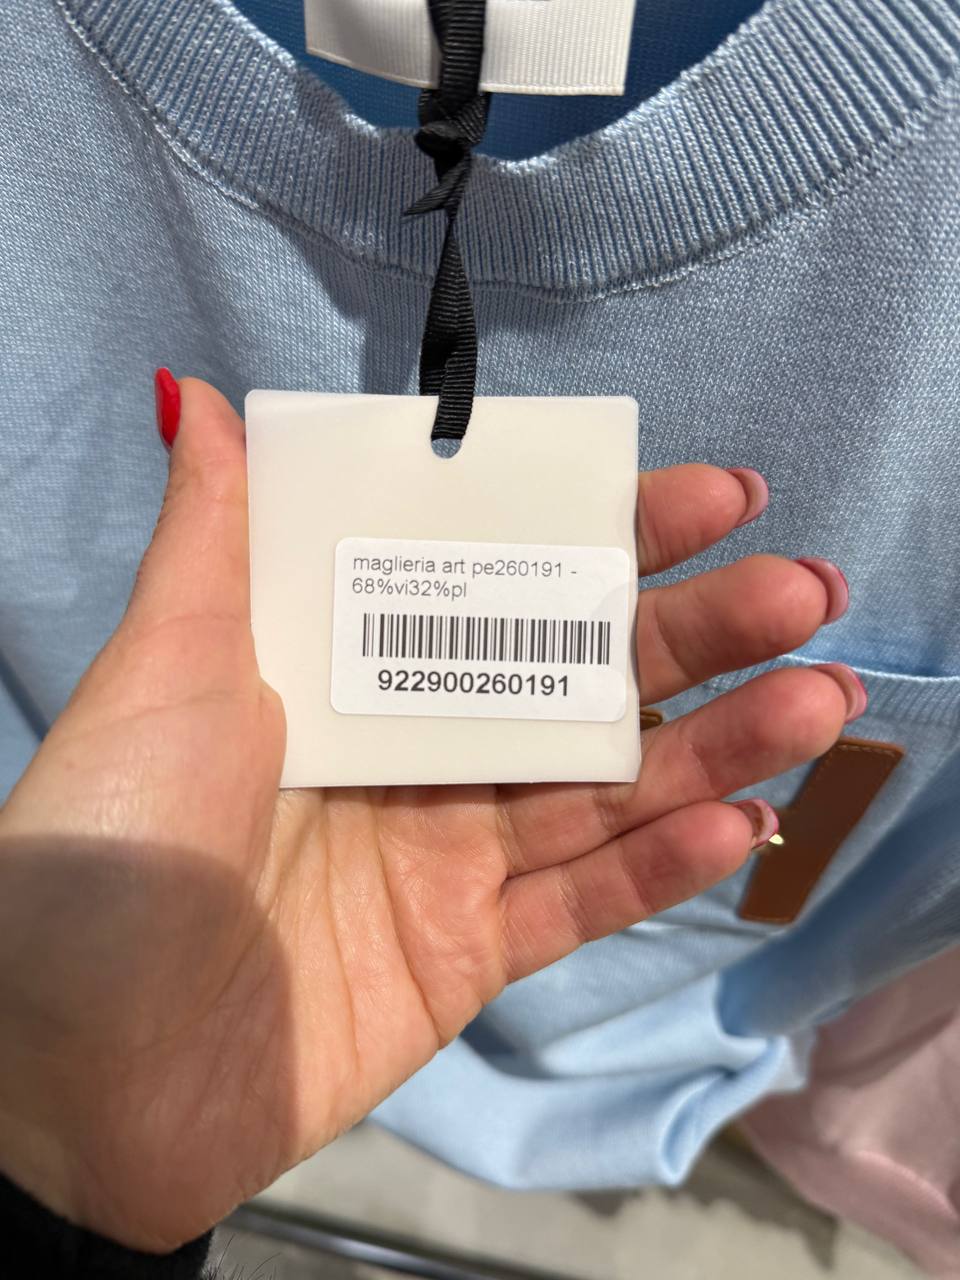 maglieria art pe260191 -
68%vi32%pl
922900260191